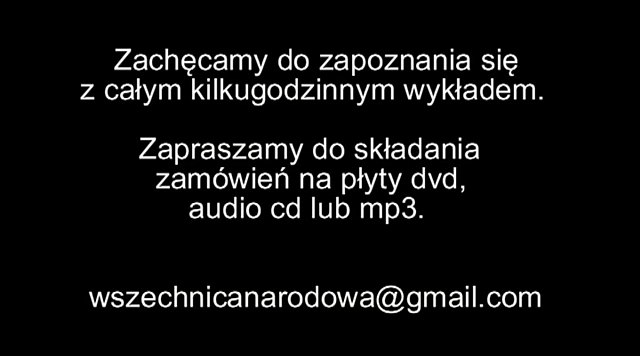 Zachęcamy do zapoznania się
z całym kilkugodzinnym wykładem.
Zapraszamy do składania
zamówień na płyty dvd,
audio cd lub mp3.
wszechnicanarodowa@gmail.com